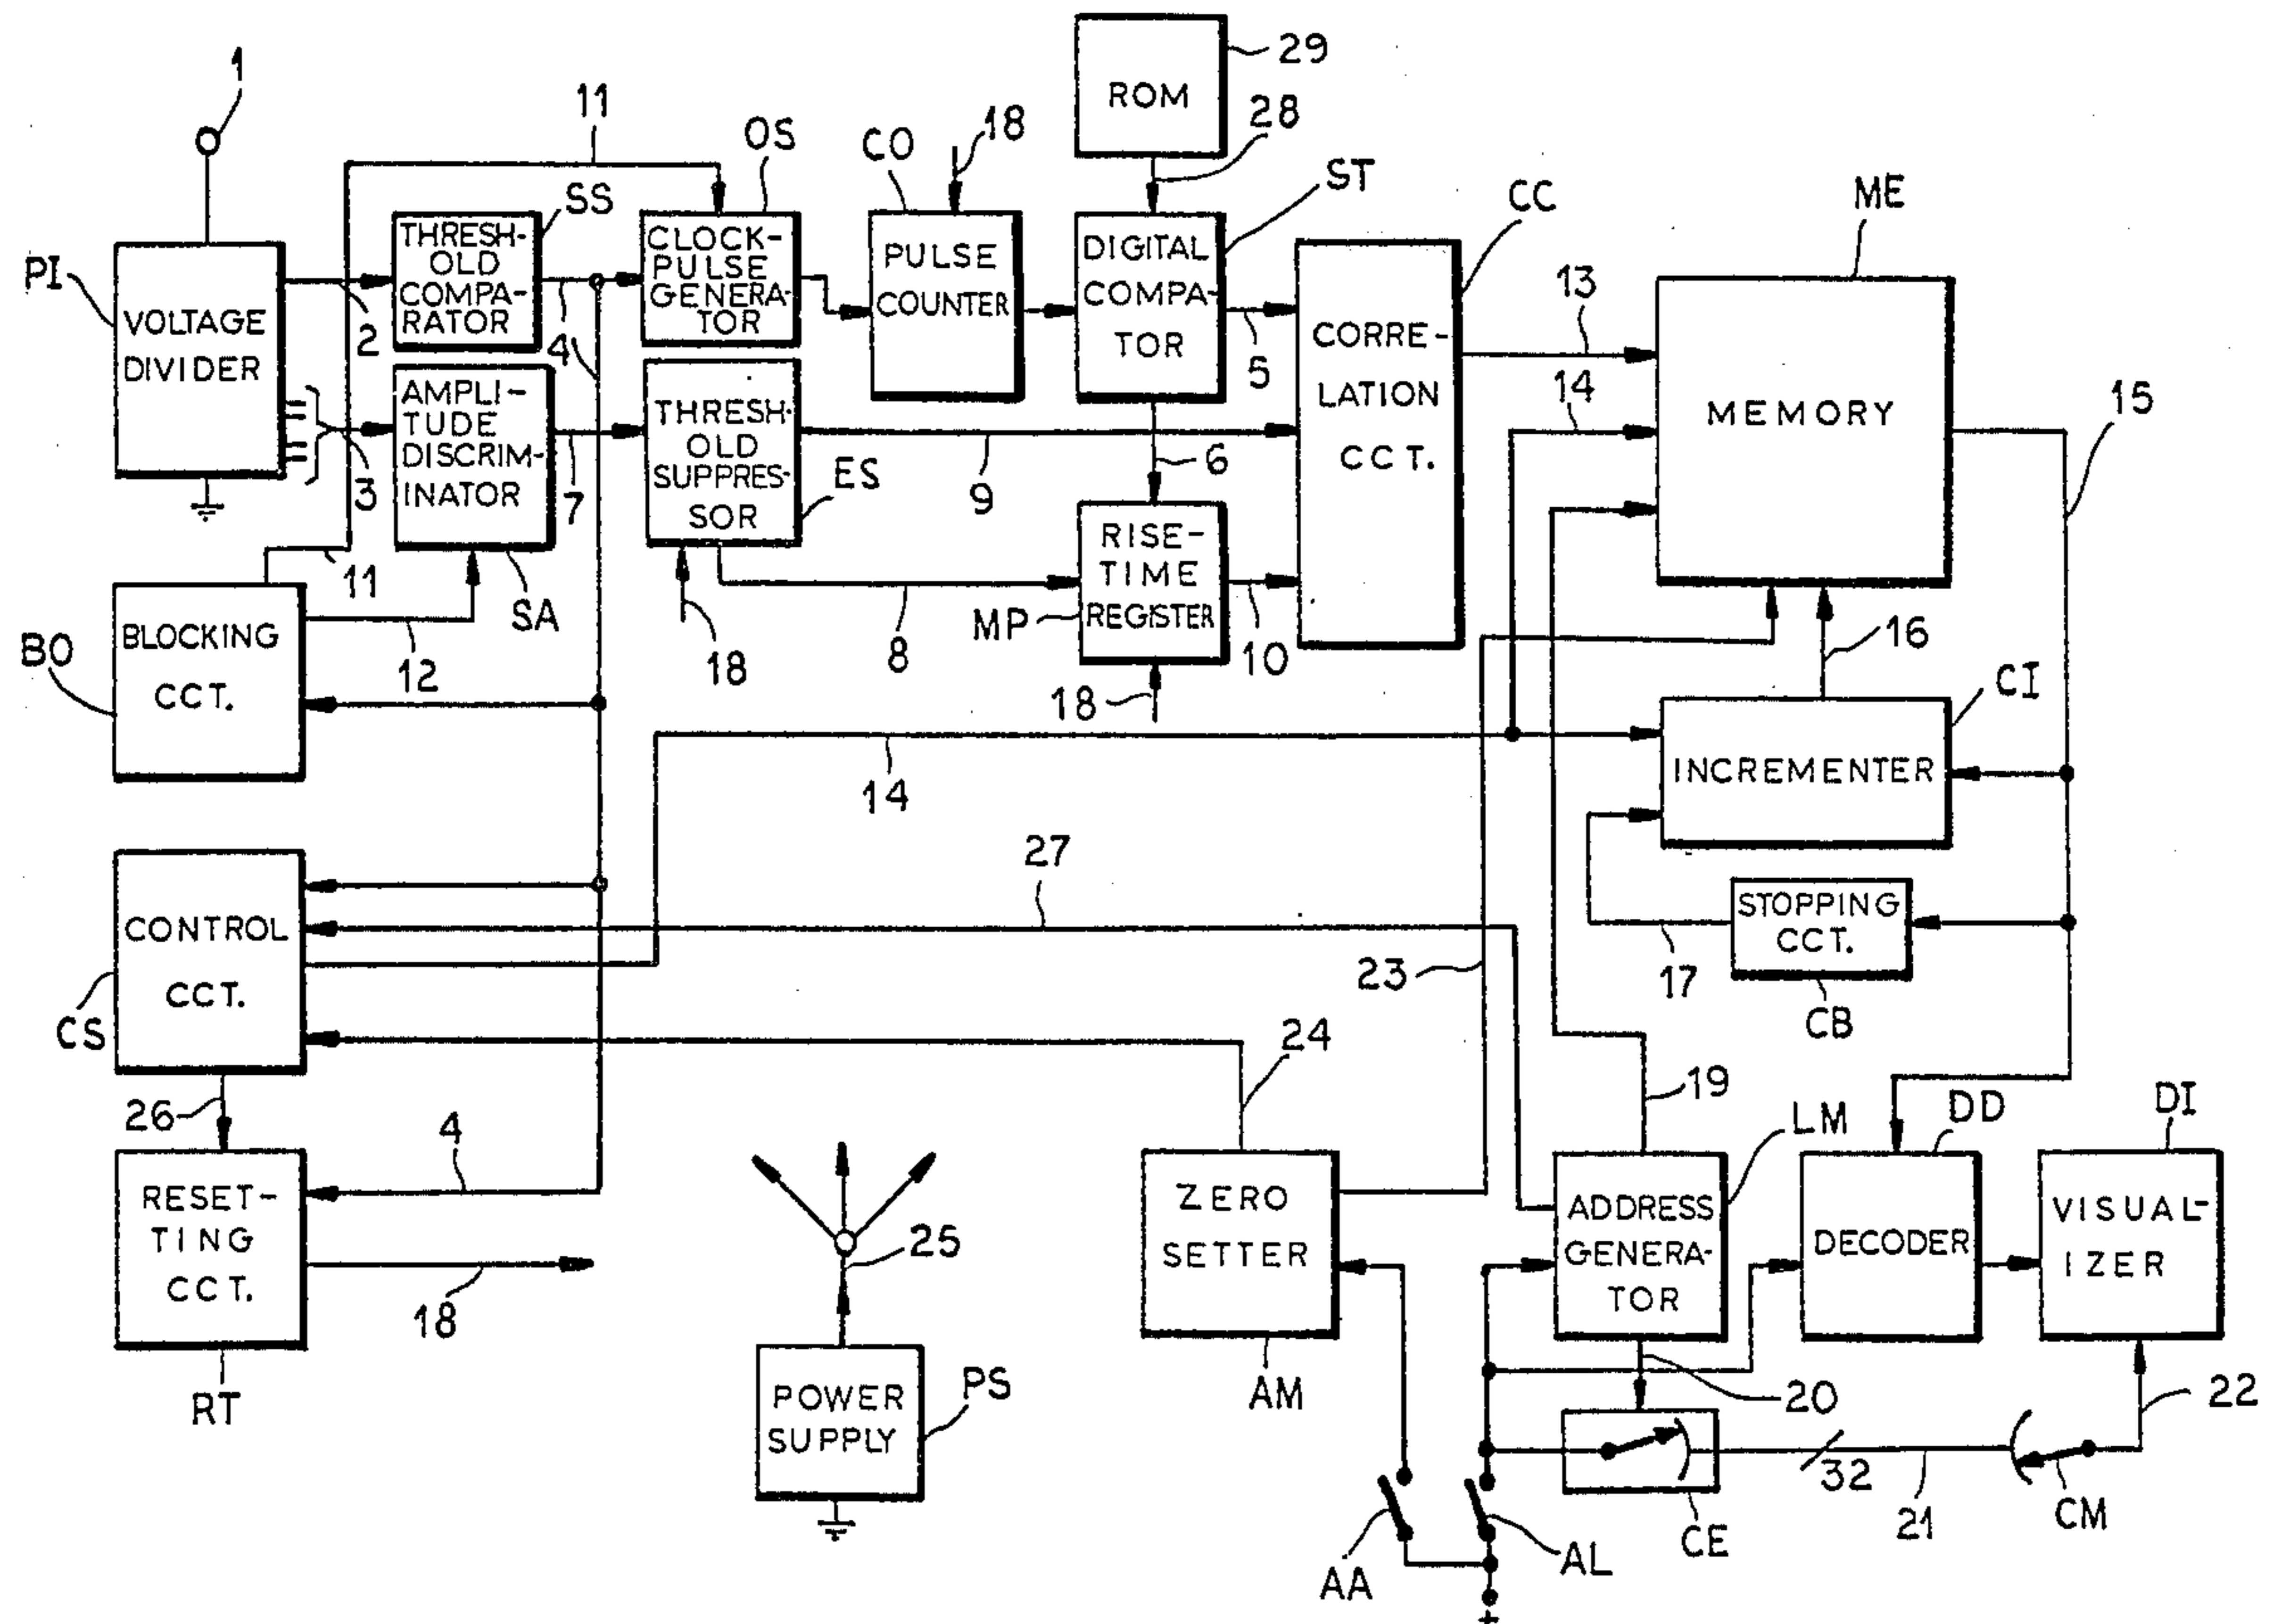 1
11
OS
CO
18
ROM
29
28
ST
CC
ME
PI
VOLTAGE
DIVIDER
2
3
SS
THRESH-
OLD
COMPA-
RATOR
4
4
CLOCK-
PULSE
GENERA-
TOR
PULSE
COUNTER
DIGITAL
COMPA-
TOR
5
CORRE-
LATION
CCT.
13
14
MEMORY
15
AMPLI-
TUDE
DISCRIM-
INATOR
7
THRESH-
OLD
SUPPRES-
SOR
ES
9
6
11
SA
BO
BLOCKING
CCT.
12
18
8
MP
RISE-
TIME
REGISTER
10
18
16
CI
INCREMENTER
14
27
23
17
STOPPING
CCT.
CB
CONTROL
CCT.
CS
26
24
19
LM
DD
DI
4
RESET-
TING
CCT.
18
RT
25
POWER
SUPPLY
PS
ZERO
SETTER
AM
ADDRESS
GENERA-
TOR
DECODER
VISUAL-
IZER
20
22
32
21
CM
CE
AA
AL
+